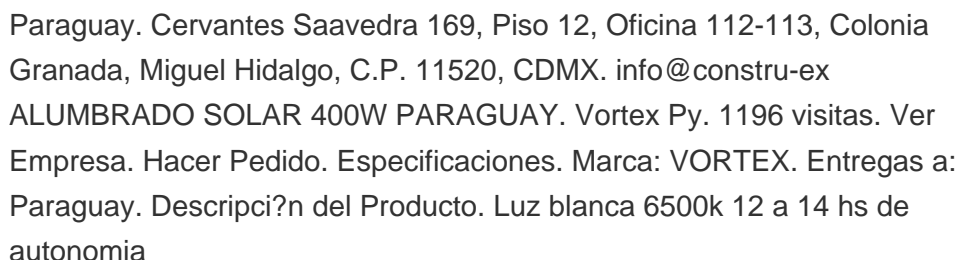 Paraguay. Cervantes Saavedra 169, Piso 12, Oficina 112-113, Colonia
Granada, Miguel Hidalgo, C.P. 11520, CDMX. info@constru-ex
ALUMBRADO SOLAR 400W PARAGUAY. Vortex Py. 1196 visitas. Ver
Empresa. Hacer Pedido. Especificaciones. Marca: VORTEX. Entregas a:
Paraguay. Descripci?n del Producto. Luz blanca 6500k 12 a 14 hs de
autonomia